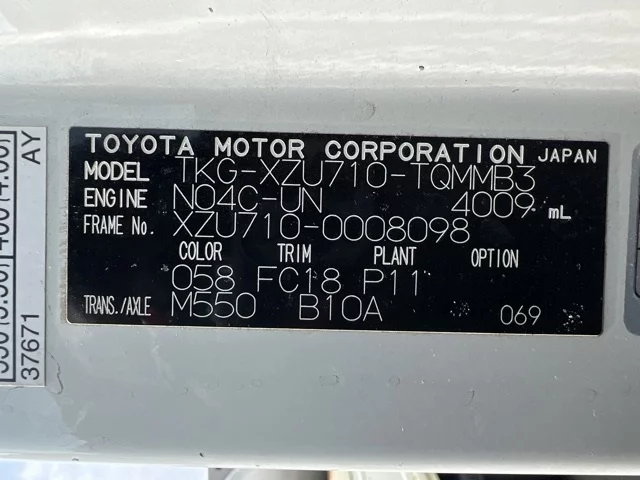 TOYOTA MOTOR CORPORATION JAPAN
MODEL TKG-XZU710-TQMMB3
ENGINE N04C-UN 4009 mL
FRAME No. XZU710-0008098
COLOR TRIM PLANT OPTION
058 FC18 P11
TRANS./AXLE M550 B10A 069
37671 AY